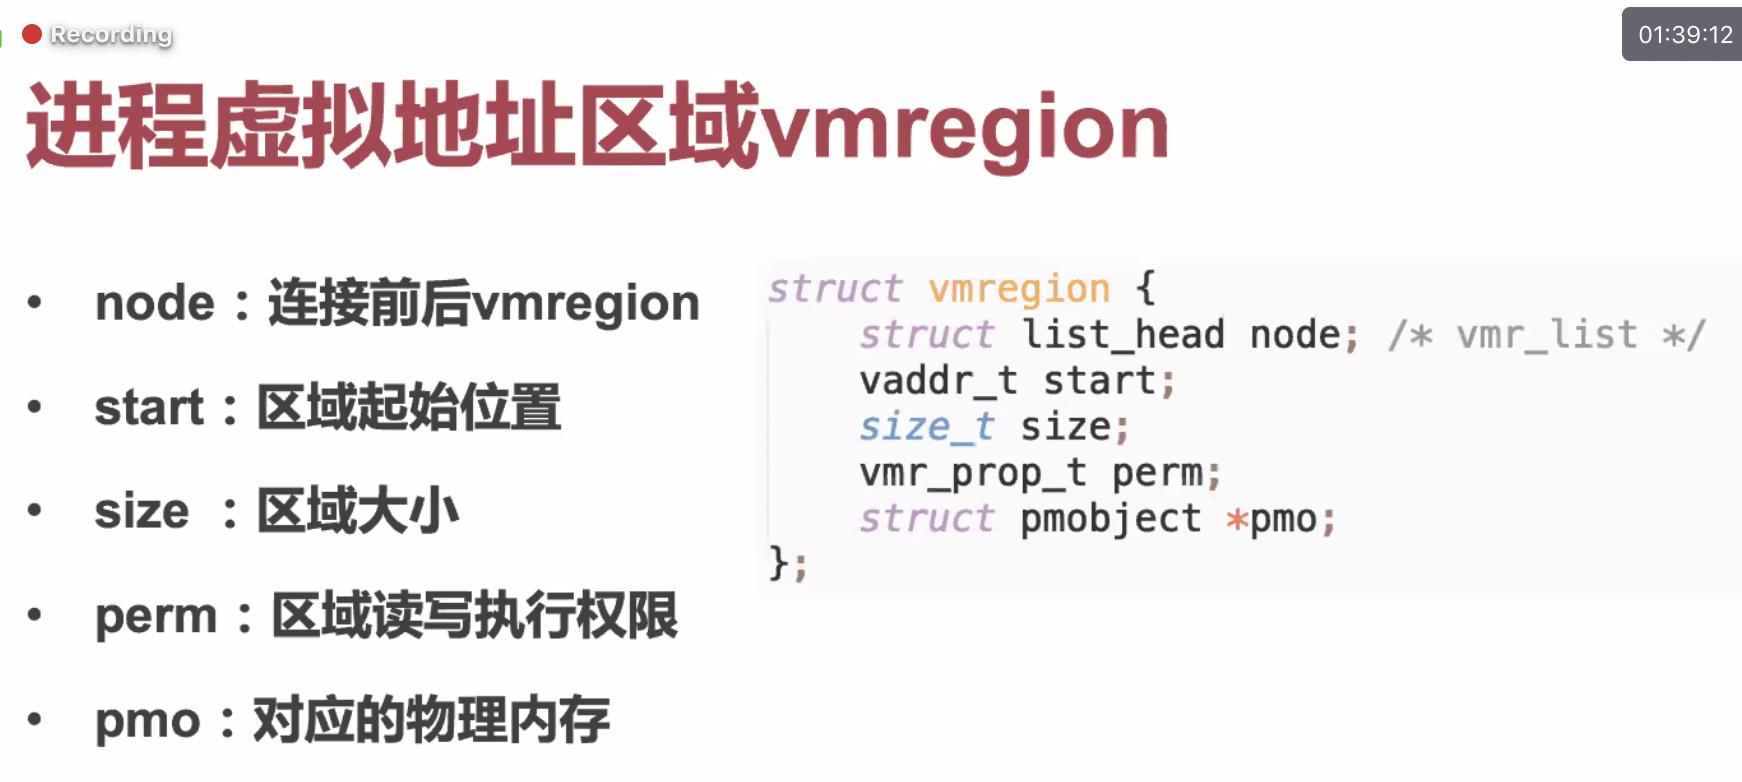 Recording
01:39:12
进程虚拟地址区域vmregion
• node：连接前后vmregion
• start：区域起始位置
• size ：区域大小
• perm：区域读写执行权限
• pmo：对应的物理内存
struct vmregion {
struct list_head node; /* vmr_list */
vaddr_t start;
size_t size;
vmr_prop_t perm;
struct pmobject *pmo;
};